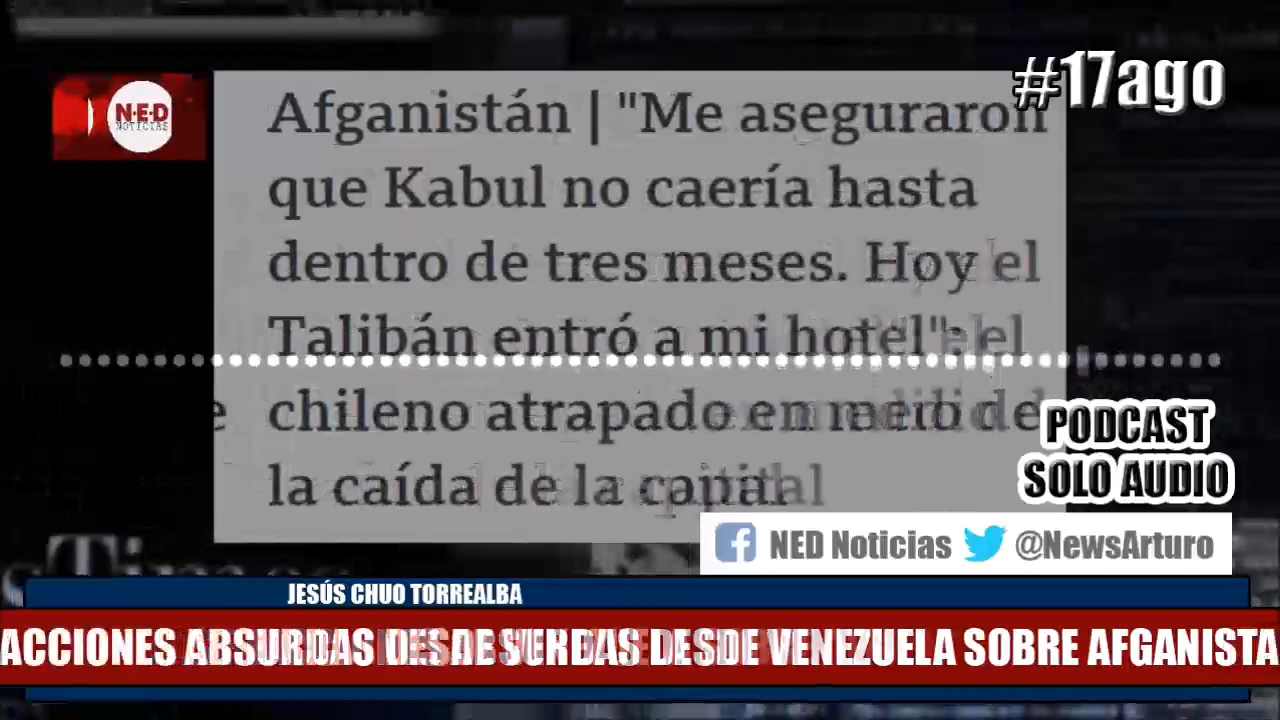 #17ago
N·E·D
NOTICIAS
Afganistán | "Me aseguraron
que Kabul no caería hasta
dentro de tres meses. Hoy el
Talibán entró a mi hotel": el
chileno atrapado en medio de
la caída de la capital
PODCAST
SOLO AUDIO
NED Noticias @NewsArturo
JESÚS CHUO TORREALBA
ACCIONES ABSURDAS DESDE VENEZUELA SOBRE AFGANISTA